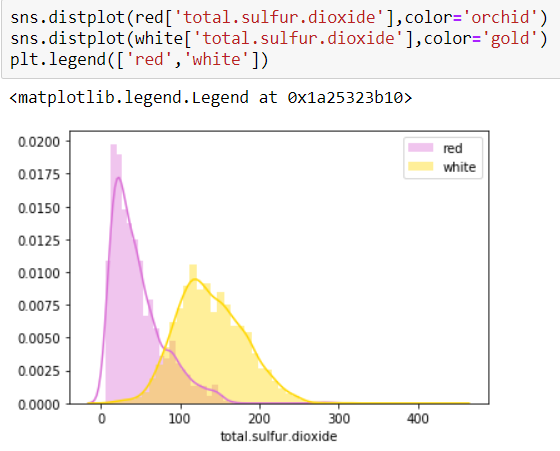 sns.distplot(red['total.sulfur.dioxide'],color='orchid')
sns.distplot(white['total.sulfur.dioxide'],color='gold')
plt.legend(['red','white'])
<matplotlib.legend.Legend at 0x1a25323b10>
0.0200
0.0175
0.0150
0.0125
0.0100
0.0075
0.0050
0.0025
0.0000
red
white
0 100 200 300 400
total.sulfur.dioxide